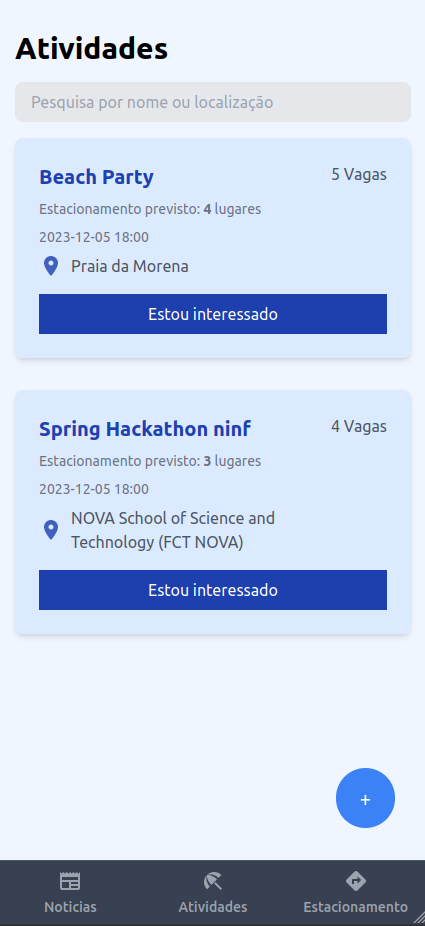 Atividades
Pesquisa por nome ou localização
Beach Party
5 Vagas
Estacionamento previsto: 4 lugares
2023-12-05 18:00
Praia da Morena
Estou interessado
Spring Hackathon ninf
4 Vagas
Estacionamento previsto: 3 lugares
2023-12-05 18:00
NOVA School of Science and
Technology (FCT NOVA)
Estou interessado
+
Noticias
Atividades
Estacionamento